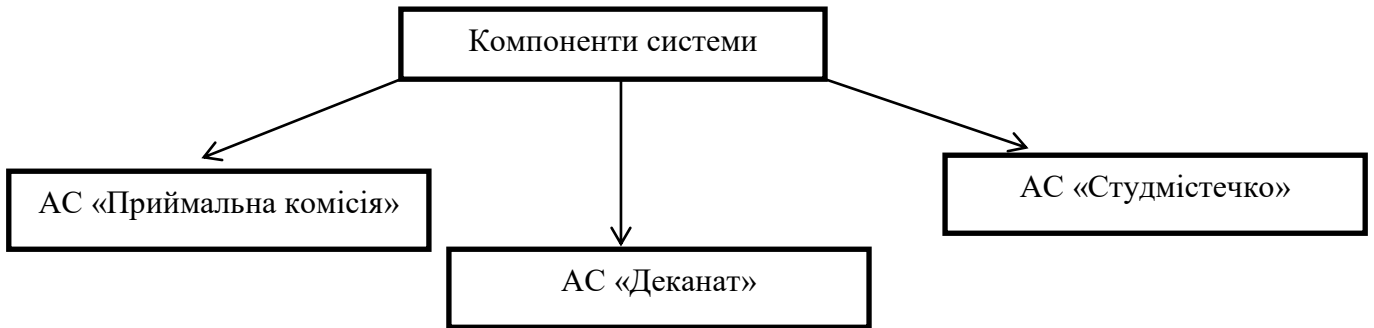 Компоненти системи
АС «Приймальна комісія»
АС «Студмістечко»
АС «Деканат»